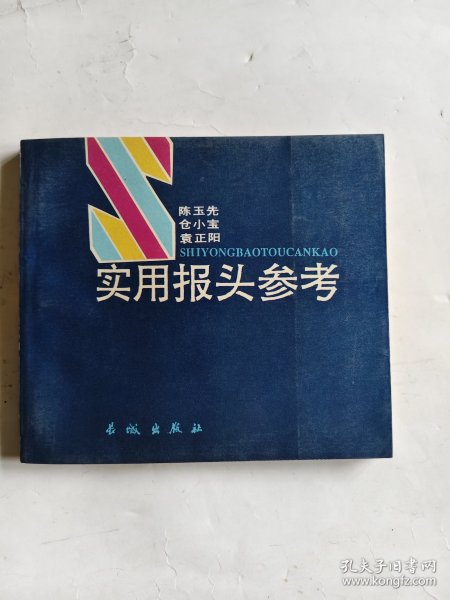 陈玉先
仓小宝
袁正阳
SHIYONGBAOTOUCANKAO
实用报头参考
长城出版社
孔夫子旧书网
www.kongfz.com